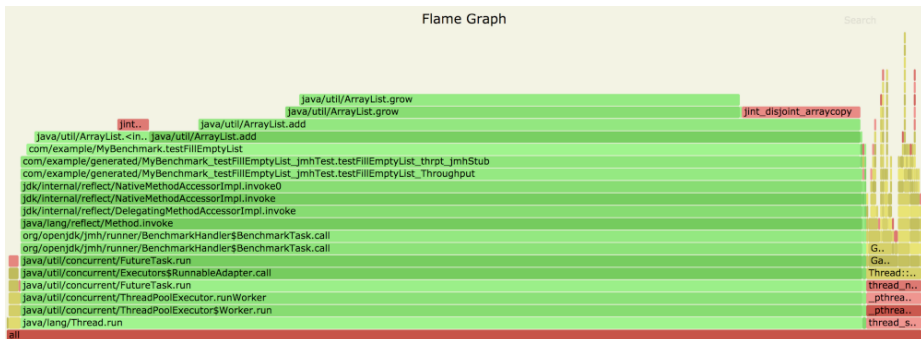 Flame Graph
Search
java/util/ArrayList.grow
java/util/ArrayList.grow
jint_disjoint_arraycopy
jint..
java/util/ArrayList.add
java/util/ArrayList.<in..
java/util/ArrayList.add
com/example/MyBenchmark.testFillEmptyList
com/example/generated/MyBenchmark_testFillEmptyList_jmhTest.testFillEmptyList_thrpt_jmhStub
com/example/generated/MyBenchmark_testFillEmptyList_jmhTest.testFillEmptyList_Throughput
jdk/internal/reflect/NativeMethodAccessorImpl.invoke0
jdk/internal/reflect/NativeMethodAccessorImpl.invoke
jdk/internal/reflect/DelegatingMethodAccessorImpl.invoke
java/lang/reflect/Method.invoke
org/openjdk/jmh/runner/BenchmarkHandler$BenchmarkTask.call
org/openjdk/jmh/runner/BenchmarkHandler$BenchmarkTask.call
G..
java/util/concurrent/FutureTask.run
Ga..
java/util/concurrent/Executors$RunnableAdapter.call
Thread::..
java/util/concurrent/FutureTask.run
thread_n..
java/util/concurrent/ThreadPoolExecutor.runWorker
_pthrea..
java/util/concurrent/ThreadPoolExecutor$Worker.run
_pthrea..
java/lang/Thread.run
thread_s..
all